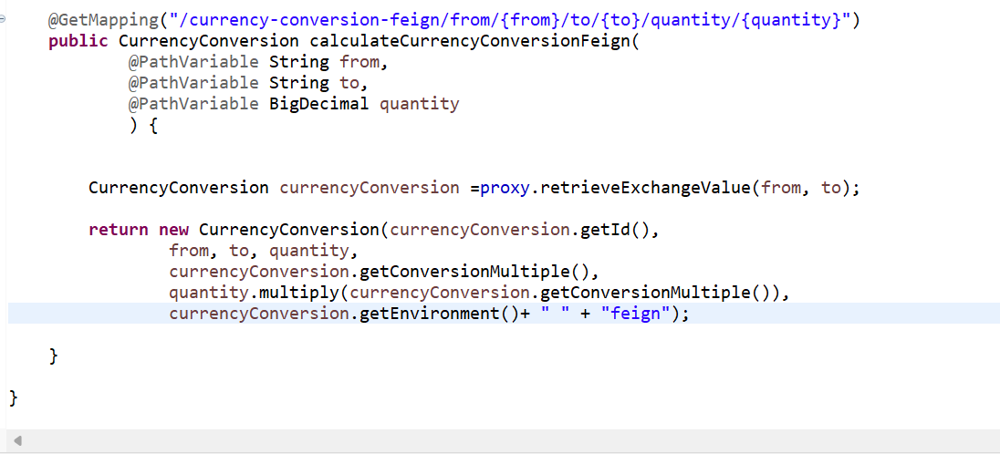 @GetMapping("/currency-conversion-feign/from/{from}/to/{to}/quantity/{quantity}")
public CurrencyConversion calculateCurrencyConversionFeign(
@PathVariable String from,
@PathVariable String to,
@PathVariable BigDecimal quantity
) {
CurrencyConversion currencyConversion =proxy.retrieveExchangeValue(from, to);
return new CurrencyConversion(currencyConversion.getId(),
from, to, quantity,
currencyConversion.getConversionMultiple(),
quantity.multiply(currencyConversion.getConversionMultiple()),
currencyConversion.getEnvironment()+ " " + "feign");
}
}